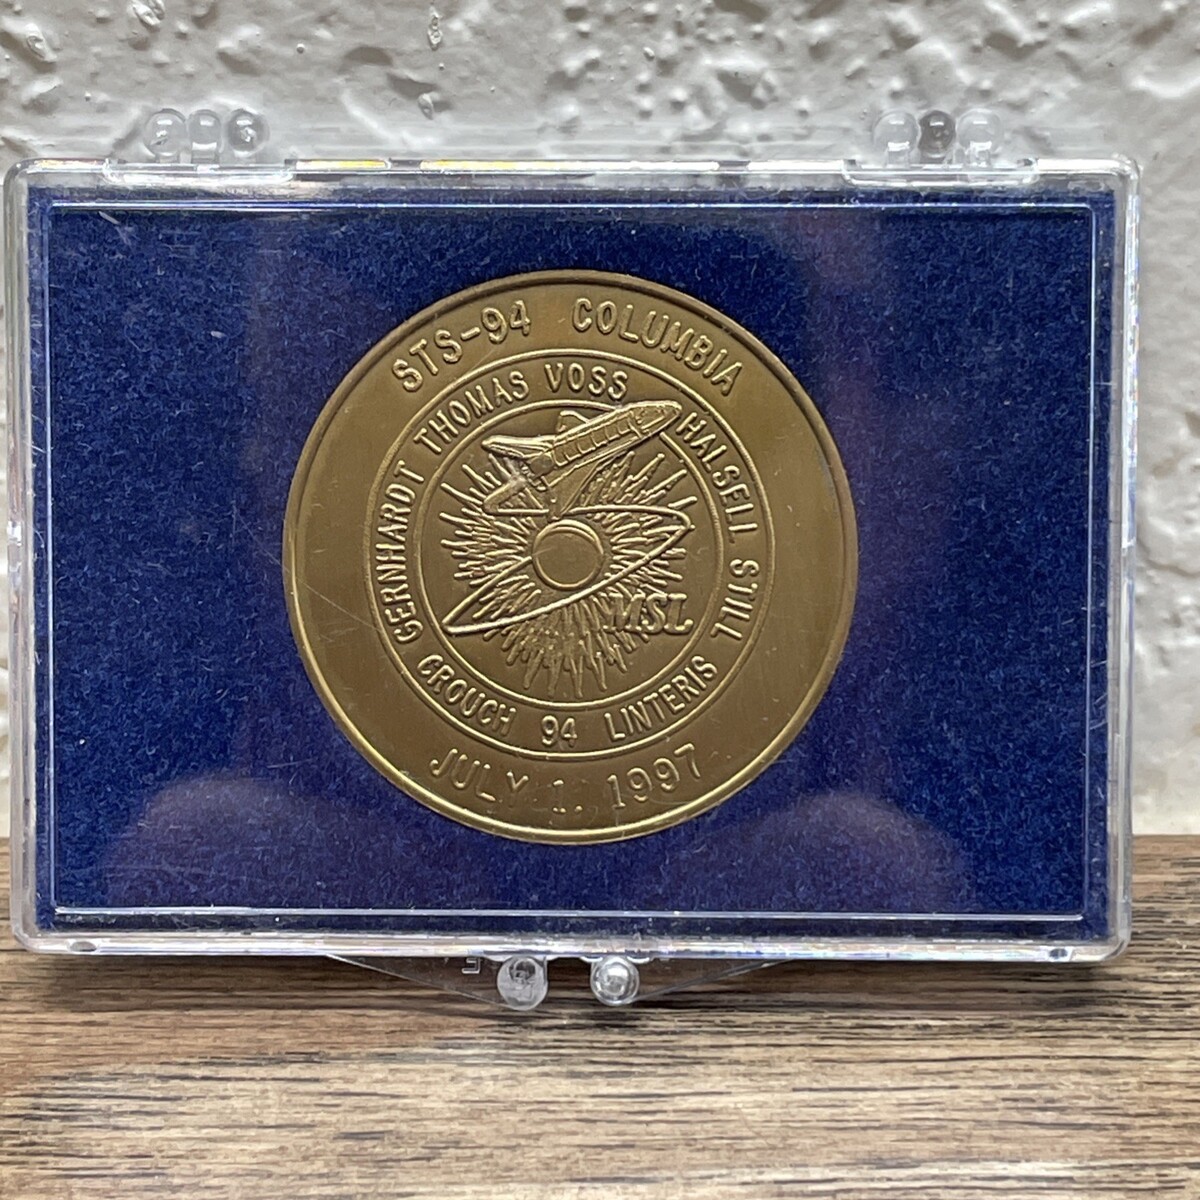 STS-94 COLUMBIA
GERNHARDT THOMAS VOSS HALSELL STILL
CROUCH 94 LINTERIS
MSL
JULY 1. 1997